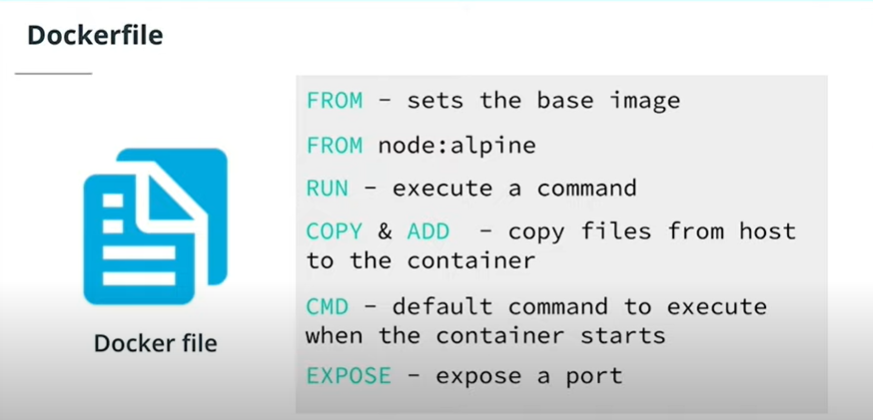 Dockerfile
FROM - sets the base image
FROM node:alpine
RUN - execute a command
COPY & ADD - copy files from host
to the container
CMD - default command to execute
when the container starts
EXPOSE - expose a port
Docker file